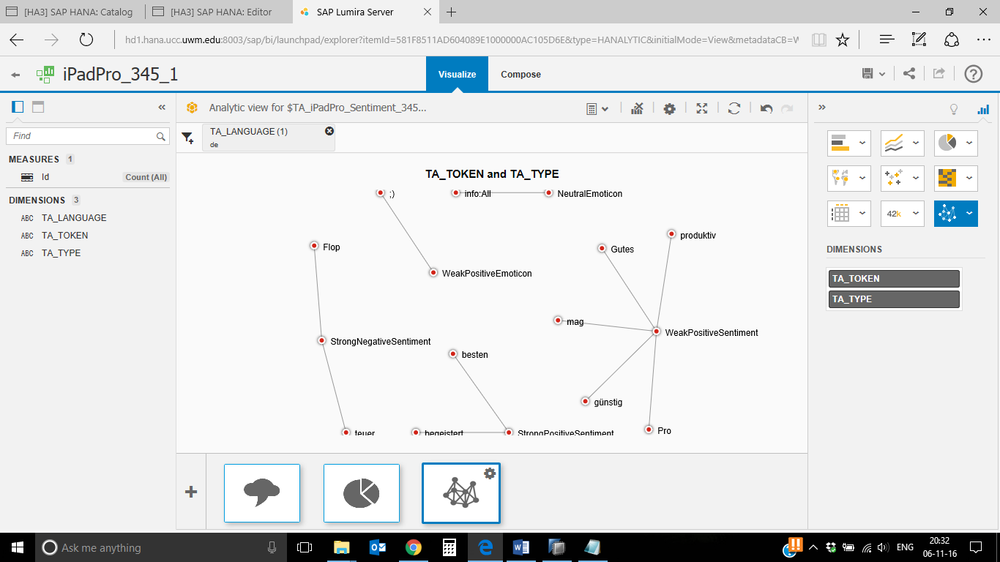 [HA3] SAP HANA: Catalog
[HA3] SAP HANA: Editor
SAP Lumira Server
hd1.hana.ucc.uwm.edu:8003/sap/bi/launchpad/explorer?itemId=581F8511AD604089E1000000AC105D6E&type=HANALYTIC&initialMode=View&metadataCB=W
iPadPro_345_1
Visualize
Compose
Analytic view for $TA_iPadPro_Sentiment_345...
Find
TA_LANGUAGE (1)
de
MEASURES 1
Id Count (All)
DIMENSIONS 3
ABC TA_LANGUAGE
ABC TA_TOKEN
ABC TA_TYPE
TA_TOKEN and TA_TYPE
;)
info:All
NeutralEmoticon
produktiv
Flop
Gutes
WeakPositiveEmoticon
mag
WeakPositiveSentiment
StrongNegativeSentiment
besten
günstig
teuer
begeistert
StrongPositiveSentiment
Pro
42k
DIMENSIONS
TA_TOKEN
TA_TYPE
Ask me anything
ENG
20:32
06-11-16